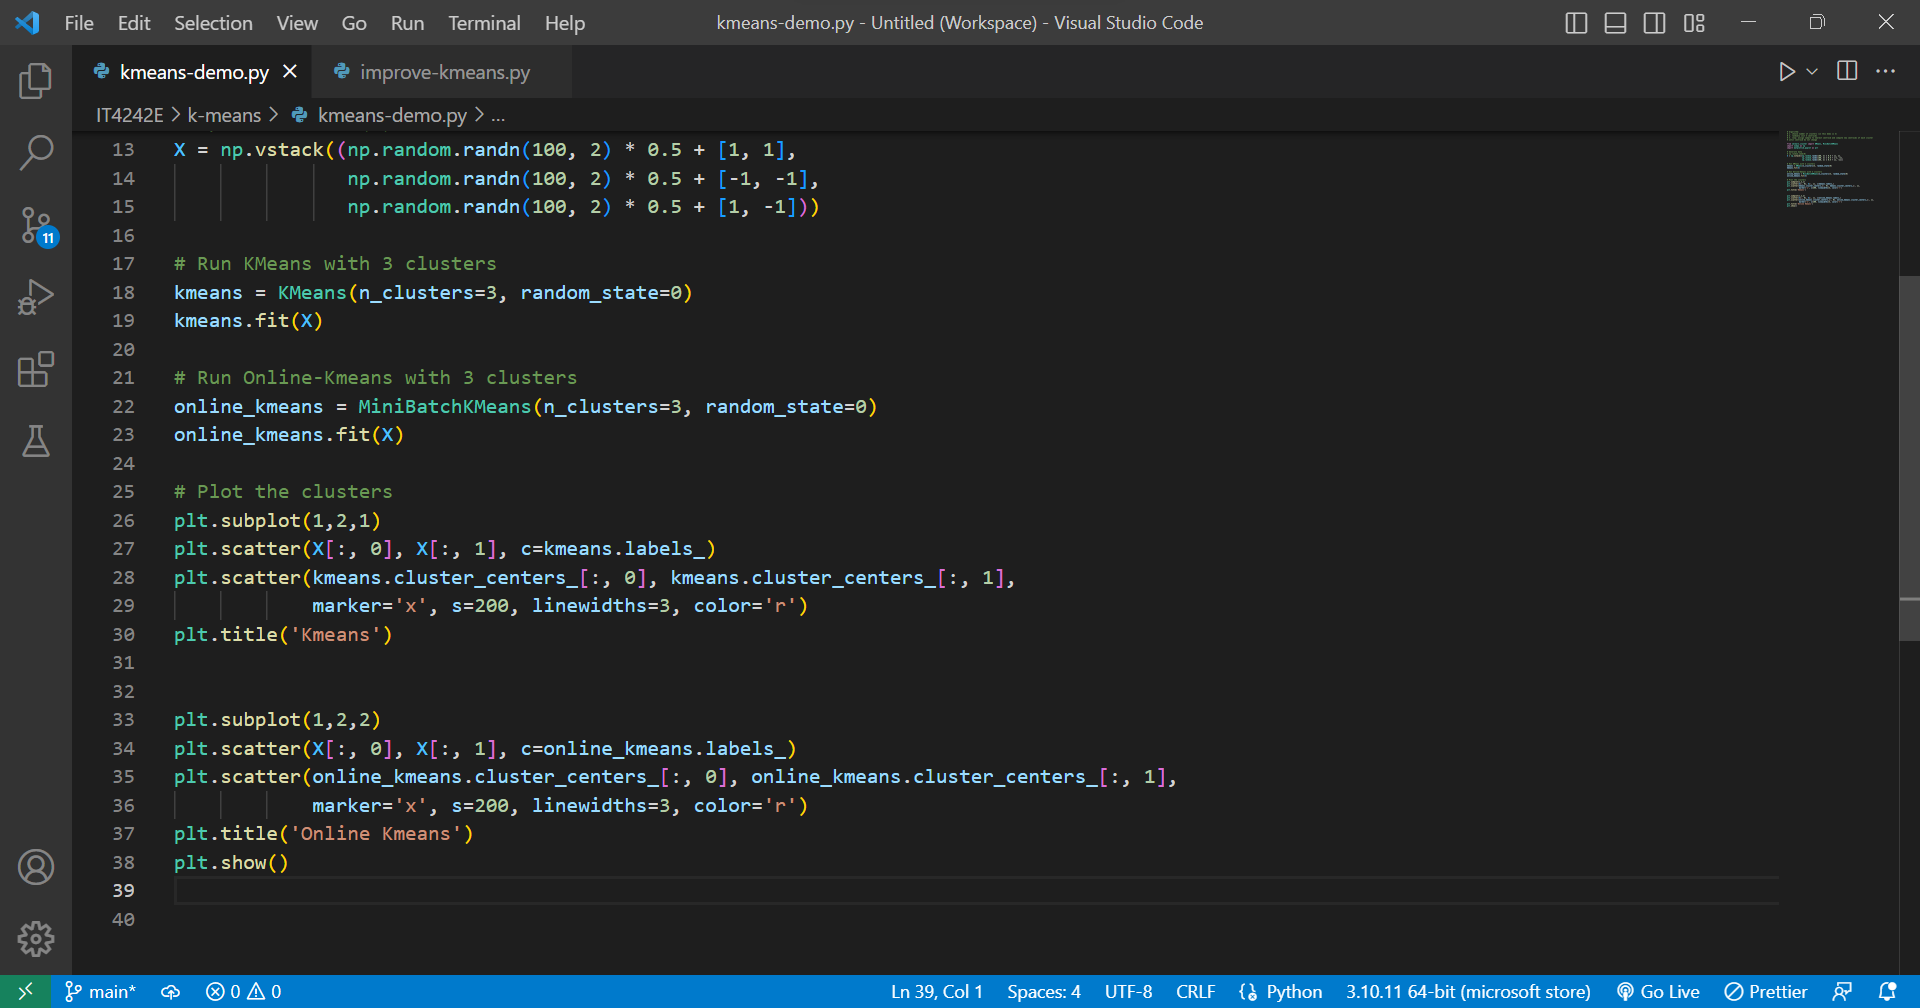 File Edit Selection View Go Run Terminal Help kmeans-demo.py - Untitled (Workspace) - Visual Studio Code
kmeans-demo.py improve-kmeans.py
IT4242E > k-means > kmeans-demo.py > ...
13 X = np.vstack((np.random.randn(100, 2) * 0.5 + [1, 1],
14 np.random.randn(100, 2) * 0.5 + [-1, -1],
15 np.random.randn(100, 2) * 0.5 + [1, -1]))
16
17 # Run KMeans with 3 clusters
18 kmeans = KMeans(n_clusters=3, random_state=0)
19 kmeans.fit(X)
20
21 # Run Online-Kmeans with 3 clusters
22 online_kmeans = MiniBatchKMeans(n_clusters=3, random_state=0)
23 online_kmeans.fit(X)
24
25 # Plot the clusters
26 plt.subplot(1,2,1)
27 plt.scatter(X[:, 0], X[:, 1], c=kmeans.labels_)
28 plt.scatter(kmeans.cluster_centers_[:, 0], kmeans.cluster_centers_[:, 1],
29 marker='x', s=200, linewidths=3, color='r')
30 plt.title('Kmeans')
31
32
33 plt.subplot(1,2,2)
34 plt.scatter(X[:, 0], X[:, 1], c=online_kmeans.labels_)
35 plt.scatter(online_kmeans.cluster_centers_[:, 0], online_kmeans.cluster_centers_[:, 1],
36 marker='x', s=200, linewidths=3, color='r')
37 plt.title('Online Kmeans')
38 plt.show()
39
40
11
main* 0 0 Ln 39, Col 1 Spaces: 4 UTF-8 CRLF Python 3.10.11 64-bit (microsoft store) Go Live Prettier